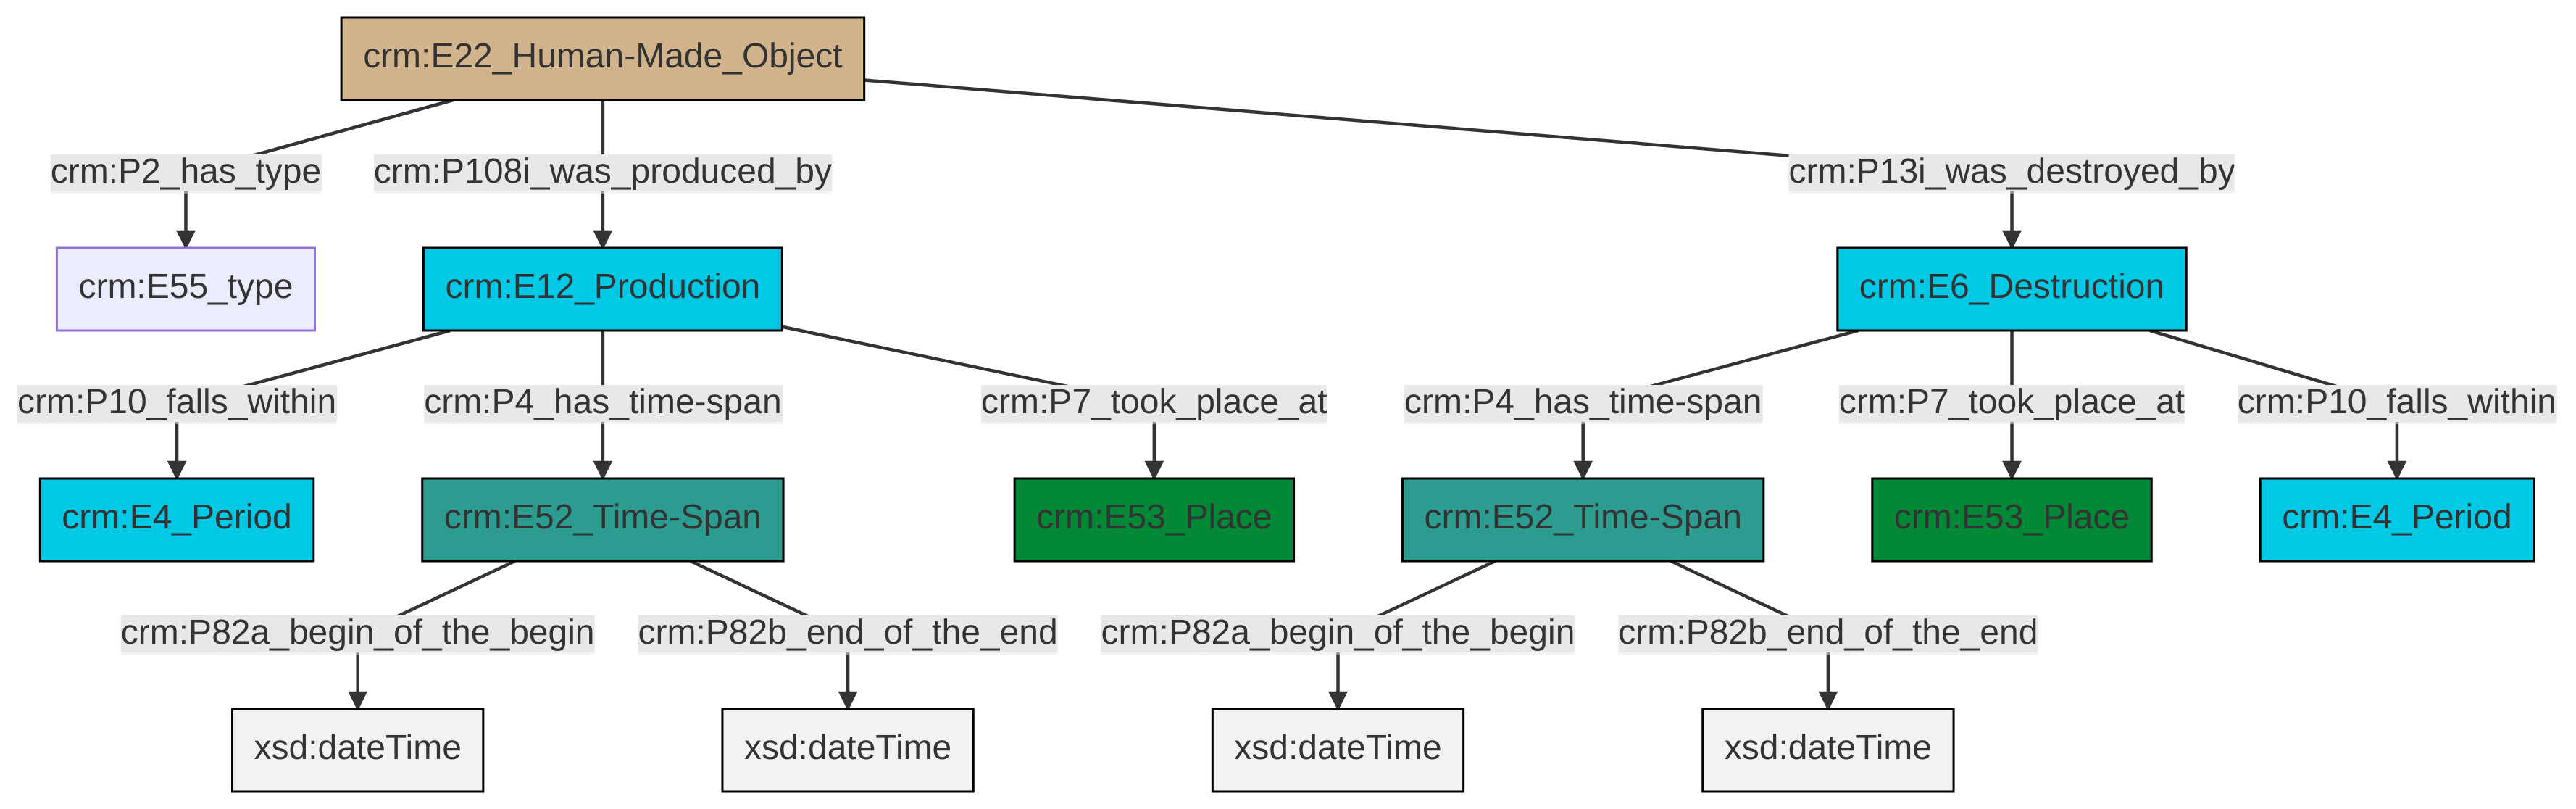 crm:E22_Human-Made_Object
crm:P2_has_type
crm:P108i_was_produced_by
crm:P13i_was_destroyed_by
crm:E55_type
crm:E12_Production
crm:E6_Destruction
crm:P10_falls_within
crm:P4_has_time-span
crm:P7_took_place_at
crm:P4_has_time-span
crm:P7_took_place_at
crm:P10_falls_within
crm:E4_Period
crm:E52_Time-Span
crm:E53_Place
crm:E52_Time-Span
crm:E53_Place
crm:E4_Period
crm:P82a_begin_of_the_begin
crm:P82b_end_of_the_end
crm:P82a_begin_of_the_begin
crm:P82b_end_of_the_end
xsd:dateTime
xsd:dateTime
xsd:dateTime
xsd:dateTime